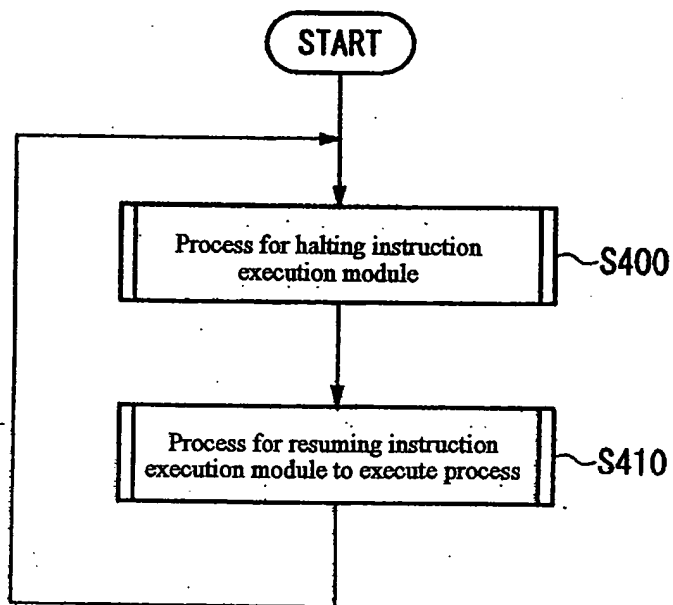 START
Process for halting instruction
execution module
S400
Process for resuming instruction
execution module to execute process
S410